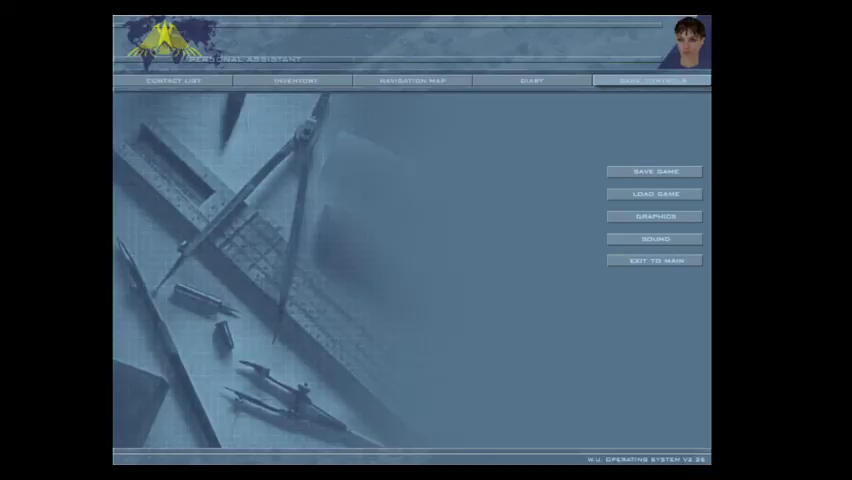 PERSONAL ASSISTANT
CONTACT LIST
INVENTORY
NAVIGATION MAP
DIARY
GAME CONTROLS
SAVE GAME
LOAD GAME
GRAPHICS
SOUND
EXIT TO MAIN
W.U. OPERATING SYSTEM V2.26